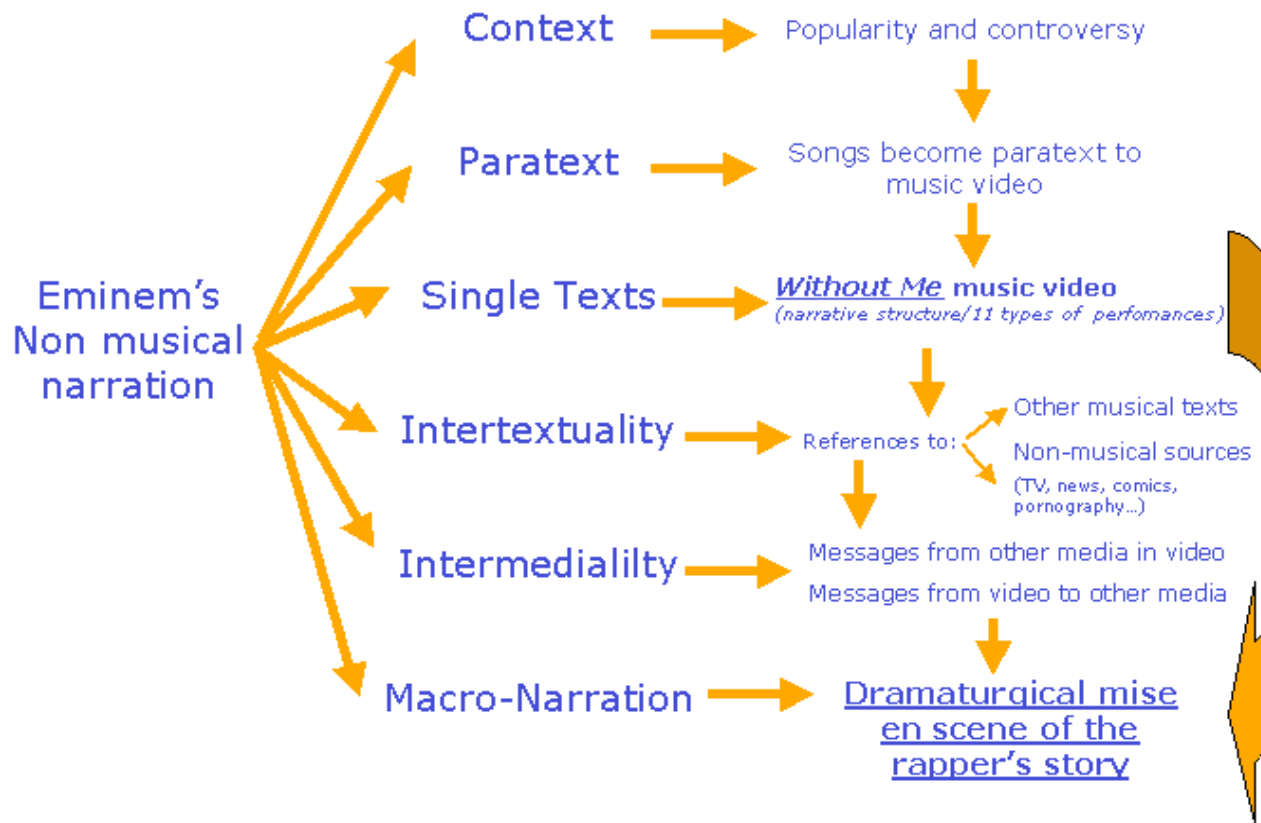 Context
Popularity and controversy
Paratext
Songs become paratext to
music video
Eminem's
Non musical
narration
Single Texts
Without Me music video
(narrative structure/11 types of perfomances)
Intertextuality
References to:
Other musical texts
Non-musical sources
(TV, news, comics,
pornography...)
Intermedialilty
Messages from other media in video
Messages from video to other media
Macro-Narration
Dramaturgical mise
en scene of the
rapper's story